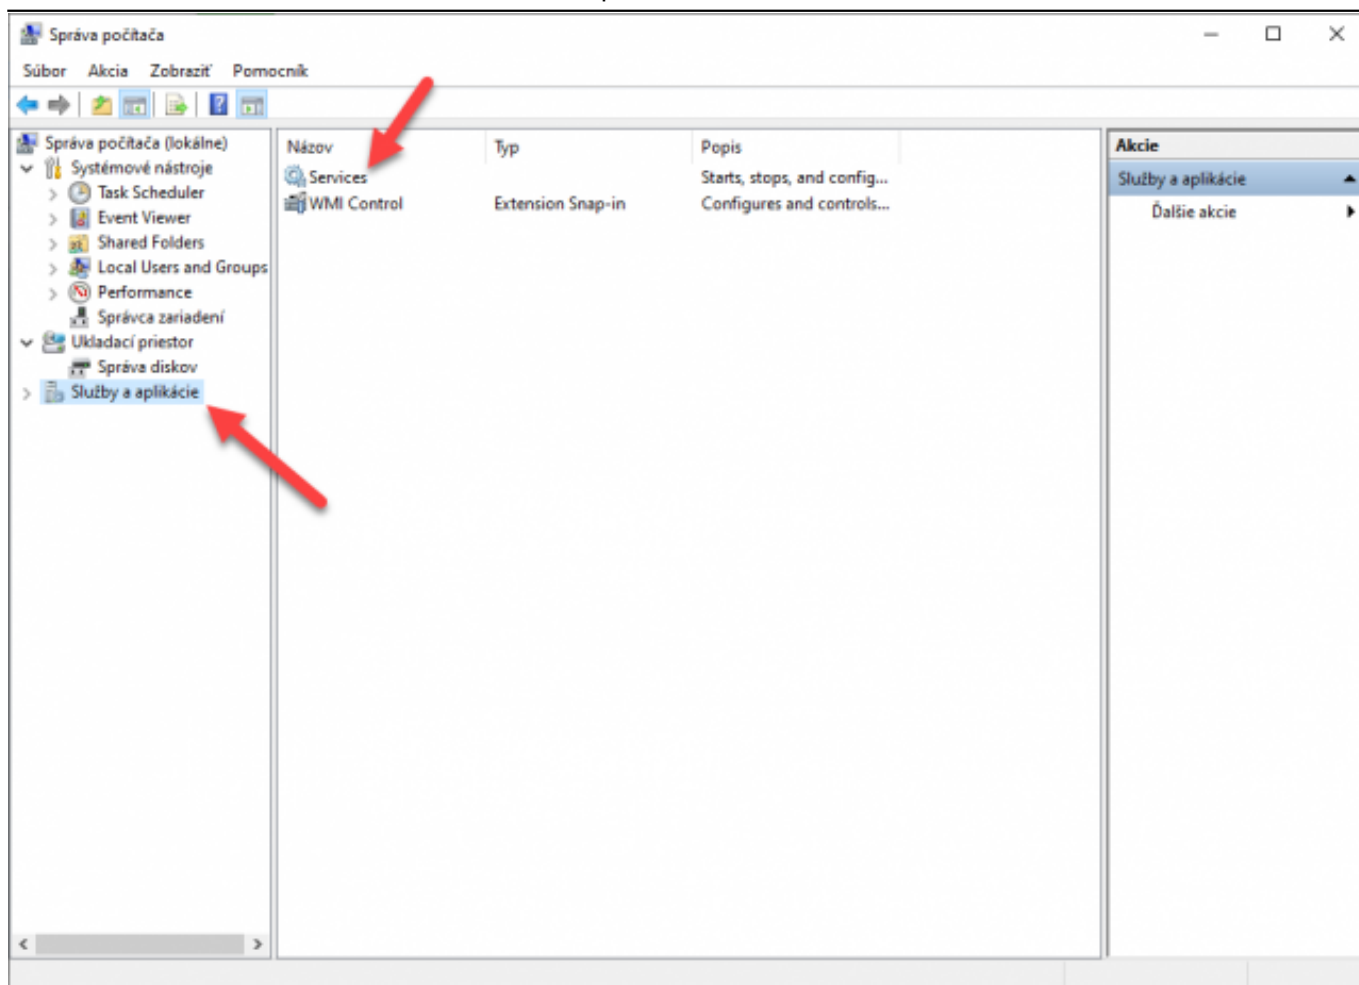 Správa počítača
Súbor Akcia Zobraziť Pomocník
Správa počítača (lokálne)
Systémové nástroje
Task Scheduler
Event Viewer
Shared Folders
Local Users and Groups
Performance
Správca zariadení
Ukladací priestor
Správa diskov
Služby a aplikácie
Názov Typ Popis
Services Starts, stops, and config...
WMI Control Extension Snap-in Configures and controls...
Akcie
Služby a aplikácie
Ďalšie akcie